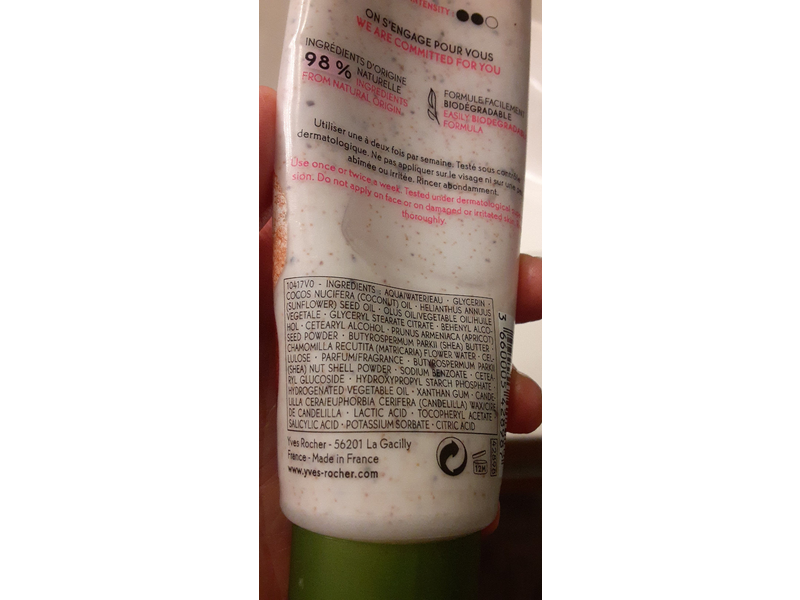 INTENSITY :
ON S'ENGAGE POUR VOUS
WE ARE COMMITTED FOR YOU
INGRÉDIENTS D'ORIGINE
98 % NATURELLE
INGREDIENTS
FROM NATURAL ORIGIN
FORMULE FACILEMENT
BIODÉGRADABLE
EASILY BIODEGRADABLE
FORMULA
Utiliser une à deux fois par semaine. Testé sous contrôle
dermatologique. Ne pas appliquer sur le visage ni sur une
abîmée ou irritée. Rincer abondamment.
Use once or twice a week. Tested under dermatological
sion. Do not apply on face or on damaged or irritated skin.
thoroughly.
10417V0 - INGREDIENTS : AQUA/WATER/EAU · GLYCERIN ·
COCOS NUCIFERA (COCONUT) OIL · HELIANTHUS ANNUUS
(SUNFLOWER) SEED OIL · OLUS OIL/VEGETABLE OIL/HUILE
VEGETALE · GLYCERYL STEARATE CITRATE · BEHENYL ALCO-
HOL · CETEARYL ALCOHOL · PRUNUS ARMENIACA (APRICOT)
SEED POWDER · BUTYROSPERMUM PARKII (SHEA) BUTTER ·
CHAMOMILLA RECUTITA (MATRICARIA) FLOWER WATER · CEL-
LULOSE · PARFUM/FRAGRANCE · BUTYROSPERMUM PARKII
(SHEA) NUT SHELL POWDER · SODIUM BENZOATE · CETEA-
RYL GLUCOSIDE · HYDROXYPROPYL STARCH PHOSPHATE ·
HYDROGENATED VEGETABLE OIL · XANTHAN GUM · CANDE-
LILLA CERA/EUPHORBIA CERIFERA (CANDELILLA) WAX/CIRE
DE CANDELILLA · LACTIC ACID · TOCOPHERYL ACETATE
SALICYLIC ACID · POTASSIUM SORBATE · CITRIC ACID
Yves Rocher - 56201 La Gacilly
France - Made in France
www.yves-rocher.com
12M